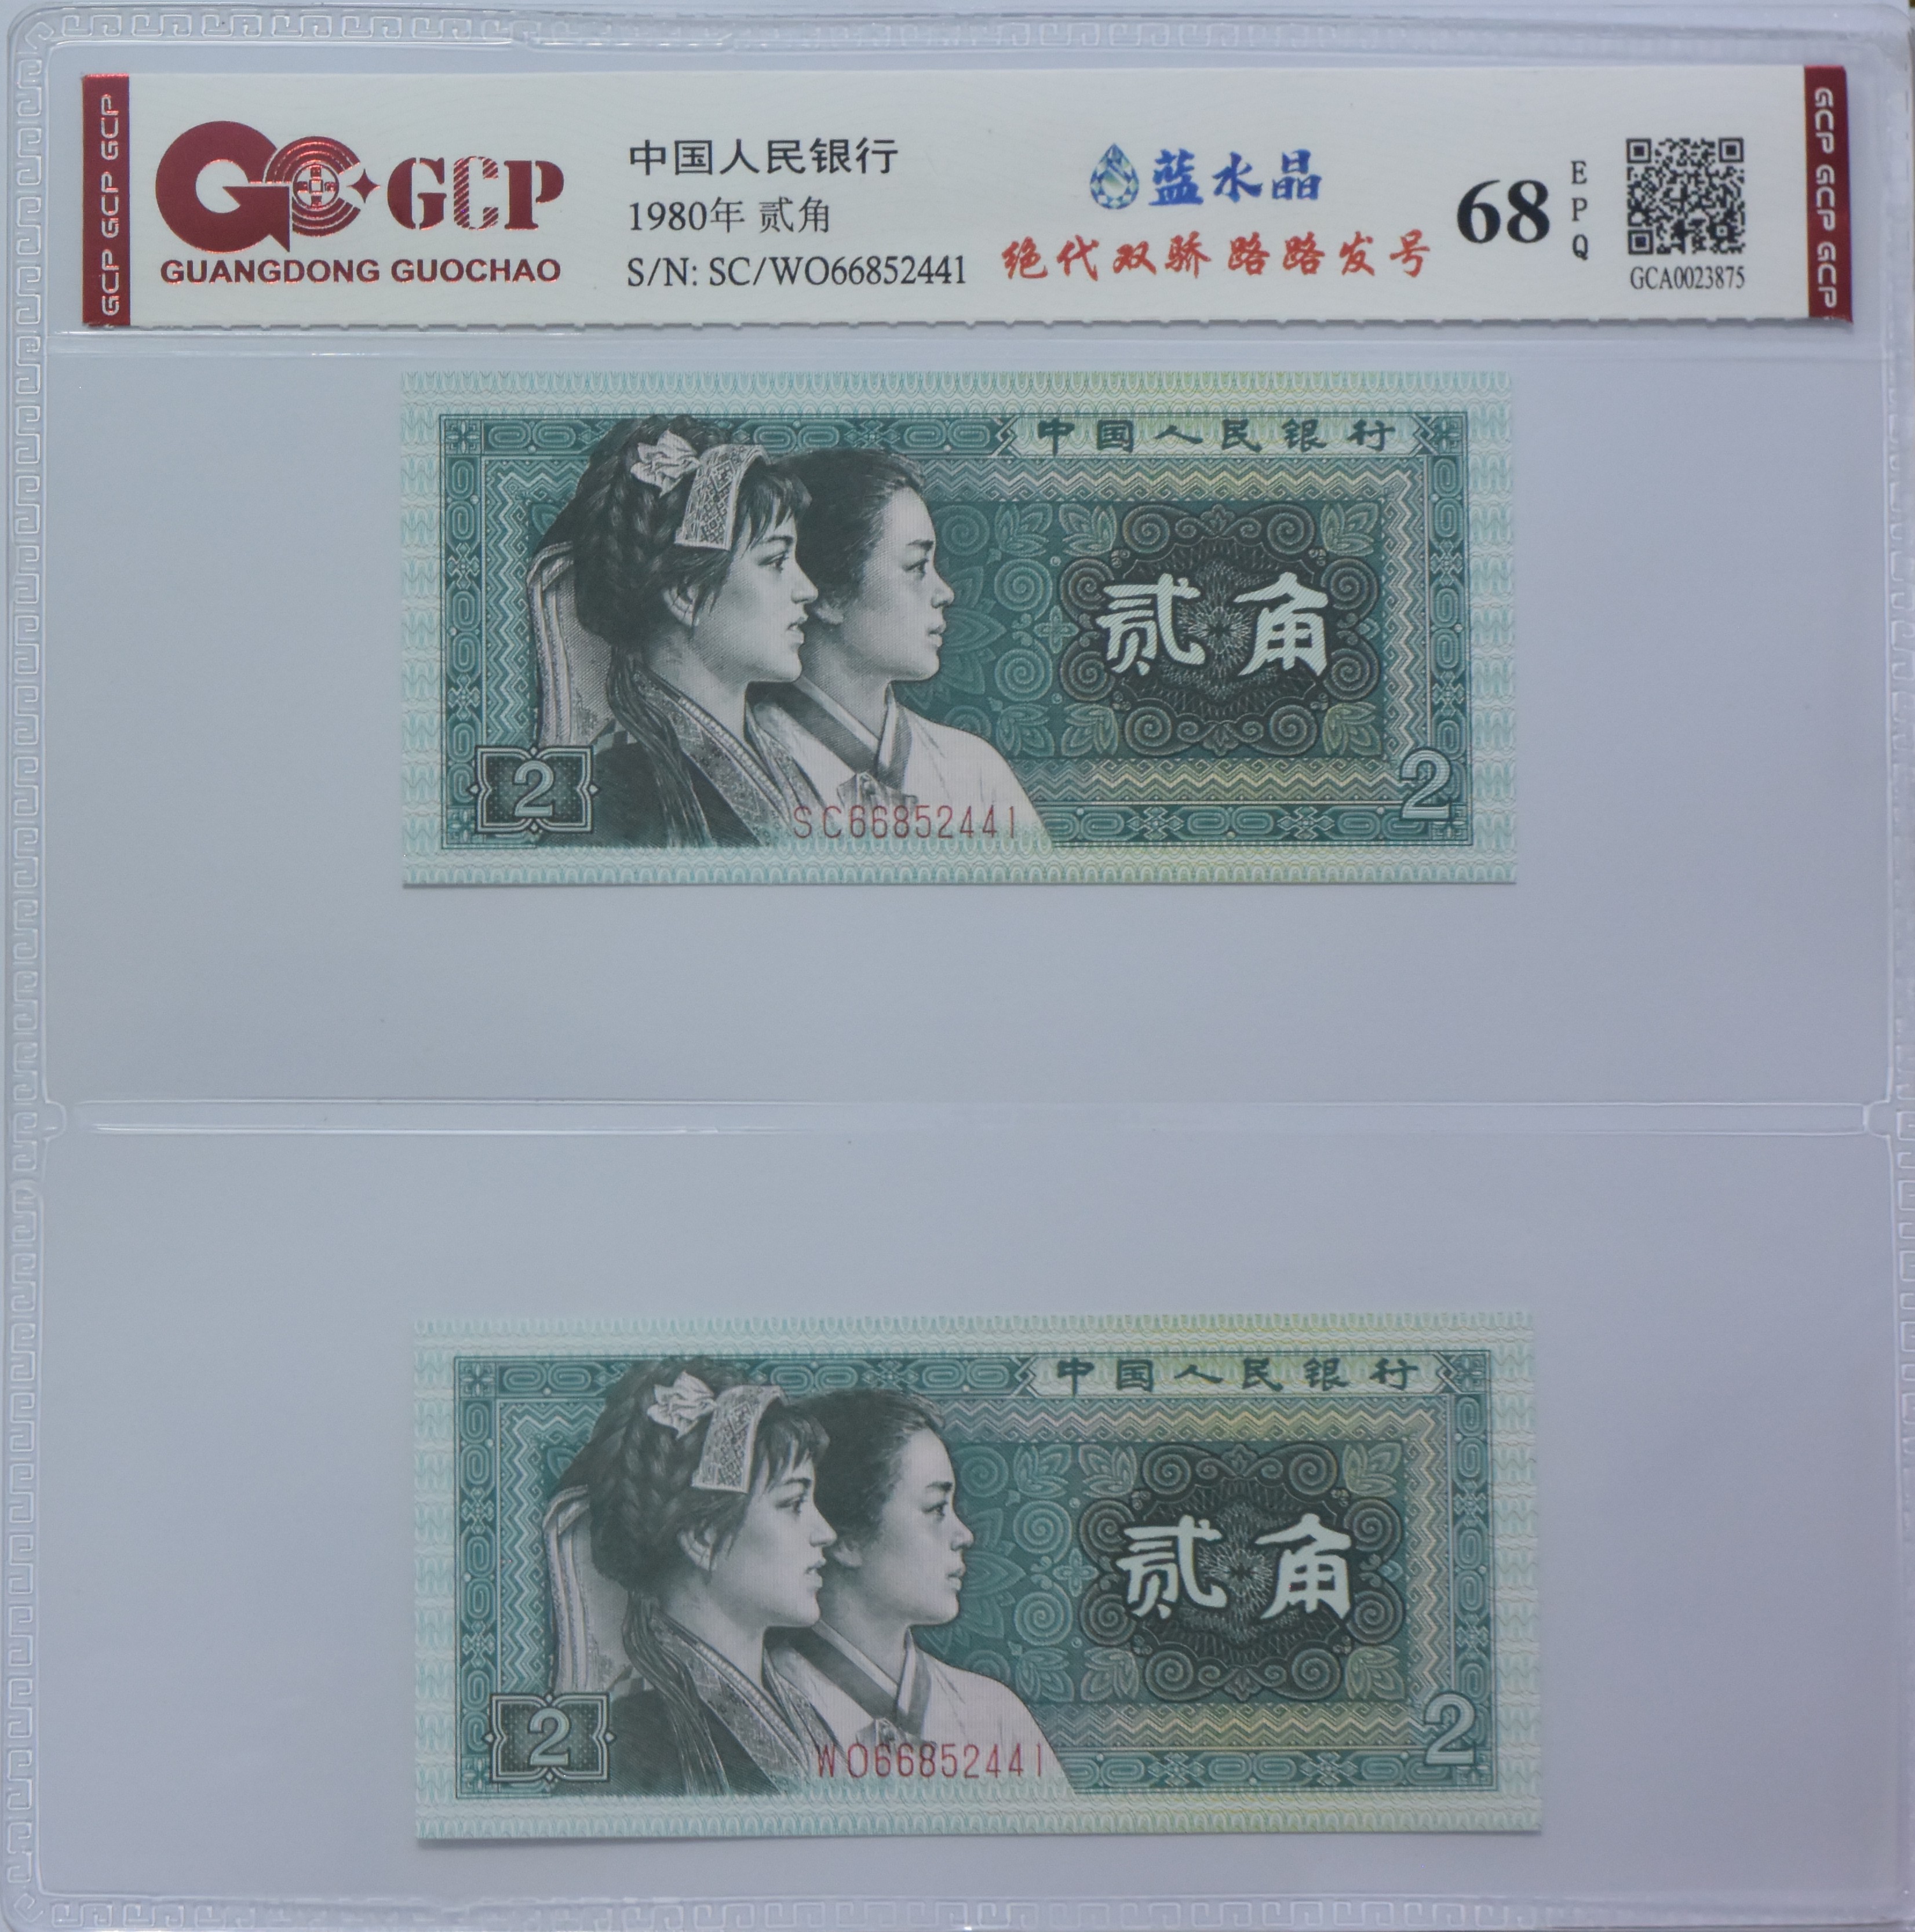 GCP GCP GCP
GCP
GUANGDONG GUOCHAO
中国人民银行
1980年 贰角
S/N: SC/WO66852441
蓝水晶
绝代双骄 路路发号
68
EPQ
GCA0023875
GCP GCP GCP
中国人民银行
贰角
2
SC66852441
2
中国人民银行
贰角
2
WO66852441
2